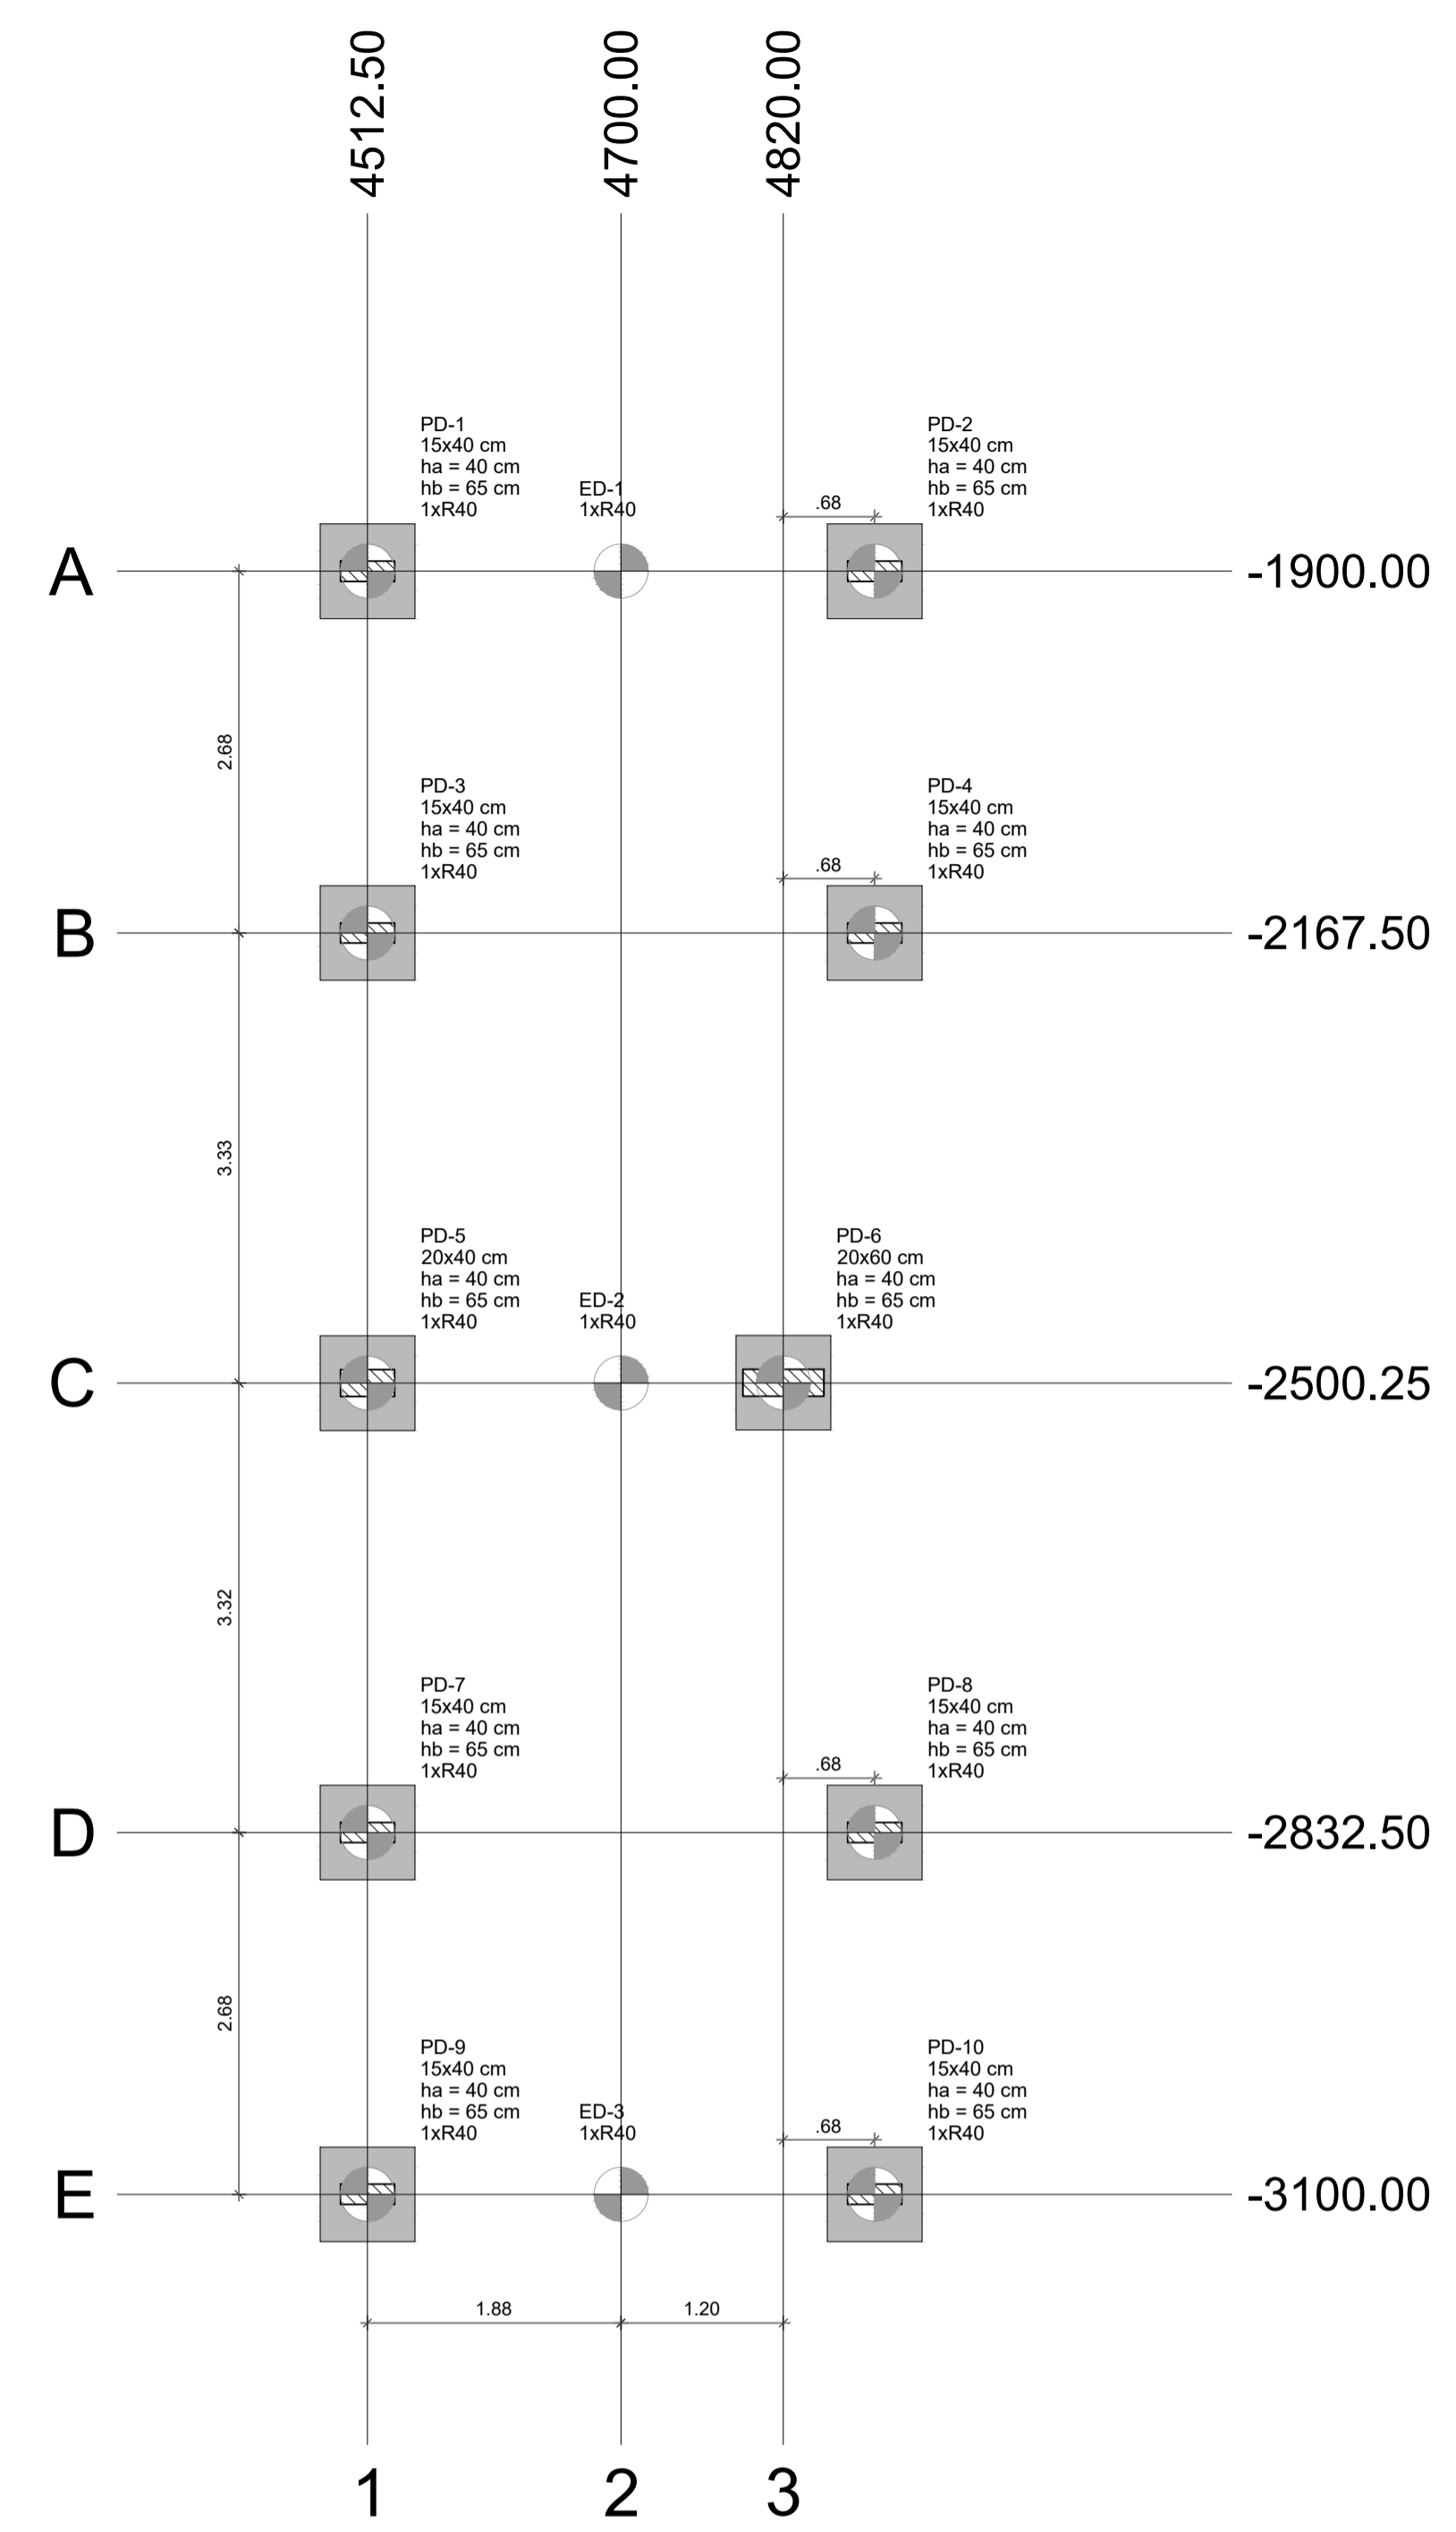 4512.50
4700.00
4820.00
PD-1
15x40 cm
ha = 40 cm
hb = 65 cm
1xR40
ED-1
1xR40
PD-2
15x40 cm
ha = 40 cm
hb = 65 cm
1xR40
.68
A
-1900.00
2.68
PD-3
15x40 cm
ha = 40 cm
hb = 65 cm
1xR40
PD-4
15x40 cm
ha = 40 cm
hb = 65 cm
1xR40
.68
B
-2167.50
3.33
PD-5
20x40 cm
ha = 40 cm
hb = 65 cm
1xR40
ED-2
1xR40
PD-6
20x60 cm
ha = 40 cm
hb = 65 cm
1xR40
C
-2500.25
3.32
PD-7
15x40 cm
ha = 40 cm
hb = 65 cm
1xR40
PD-8
15x40 cm
ha = 40 cm
hb = 65 cm
1xR40
.68
D
-2832.50
2.68
PD-9
15x40 cm
ha = 40 cm
hb = 65 cm
1xR40
ED-3
1xR40
PD-10
15x40 cm
ha = 40 cm
hb = 65 cm
1xR40
.68
E
-3100.00
1.88
1.20
1
2
3